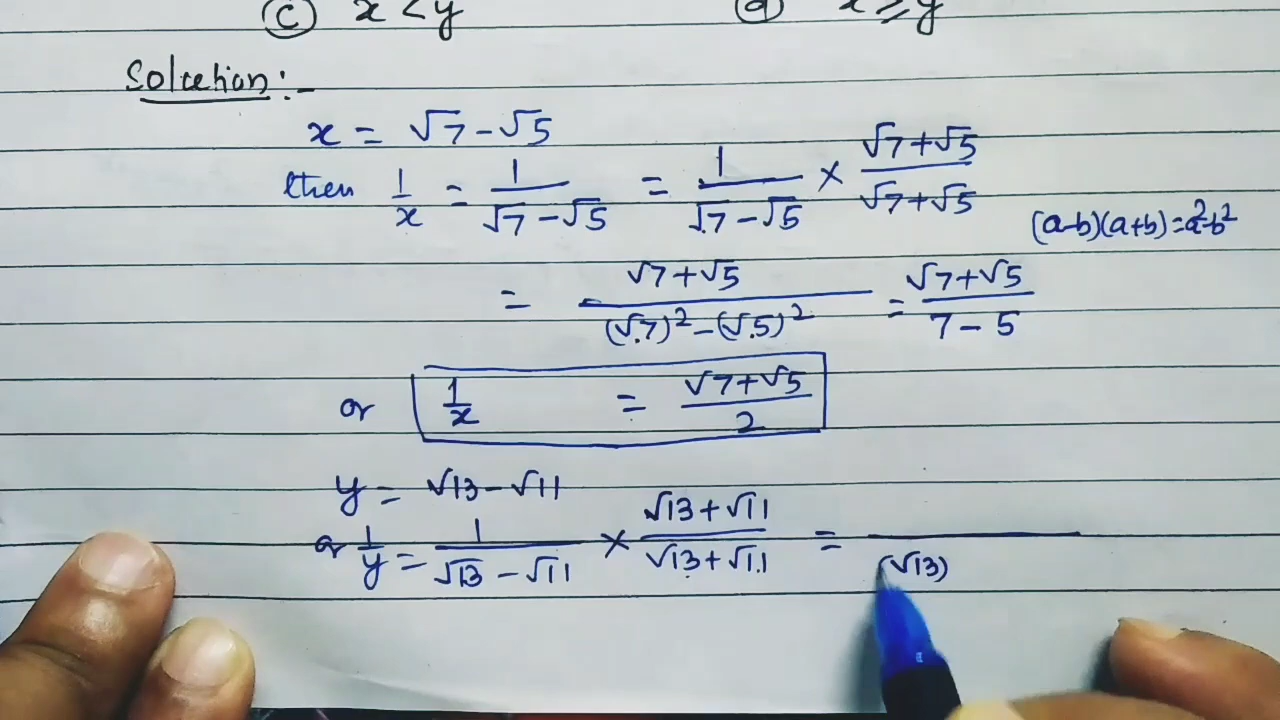 (c) x < y (d) x ≥ y
Solution:-
x = √7 - √5
then 1/x = 1/(√7 - √5) = 1/(√7 - √5) × (√7 + √5)/(√7 + √5)
(a-b)(a+b) = a²-b²
= (√7 + √5)/((√7)² - (√5)²) = (√7 + √5)/(7 - 5)
or 1/x = (√7 + √5)/2
y = √13 - √11
or 1/y = 1/(√13 - √11) × (√13 + √11)/(√13 + √11) = /(√13)